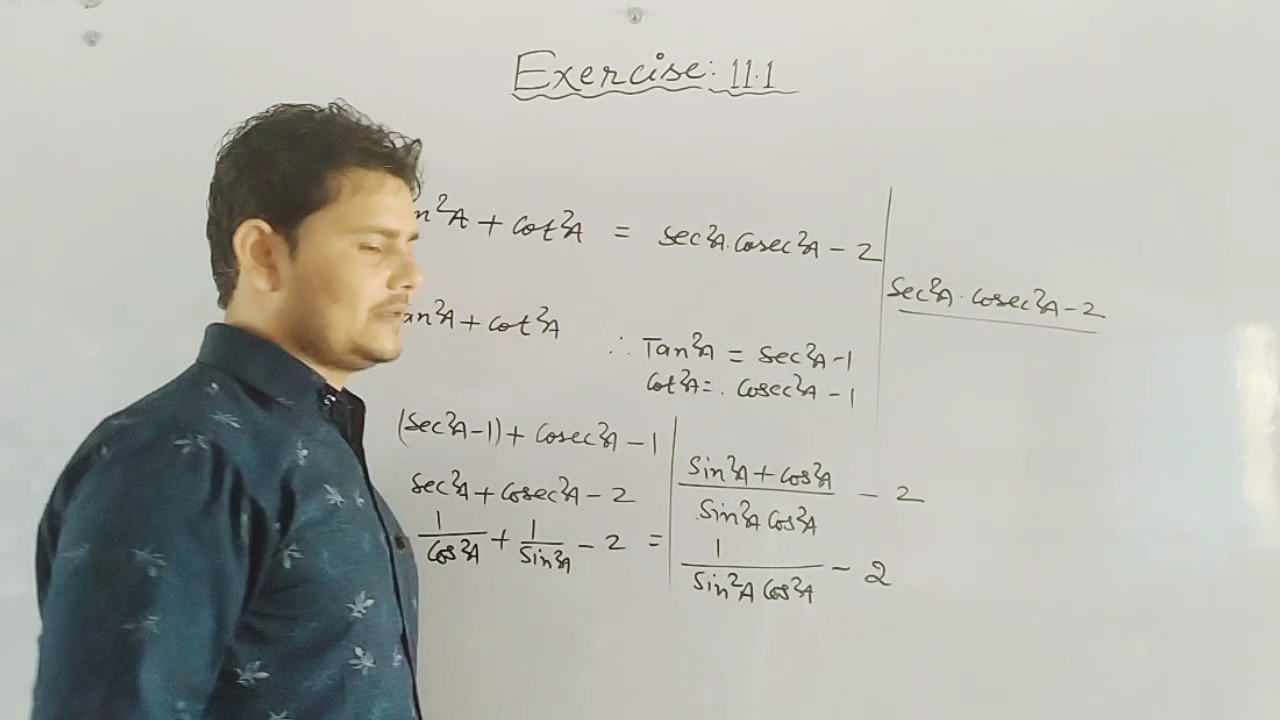 Exercise: 11.1
n²A + cot²A = sec²A. Cosec²A - 2
an²A + cot²A
∴ Tan²A = sec²A - 1
cot²A = . Cosec²A - 1
(Sec²A - 1) + Cosec²A - 1
sec²A + Cosec²A - 2
1/Cos²A + 1/Sin²A - 2 =
Sin²A + Cos²A / Sin²A Cos²A - 2
1 / Sin²A Cos²A - 2
Sec²A . Cosec²A - 2